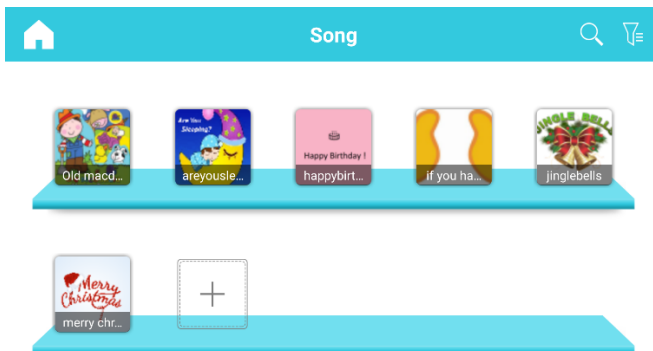 Song
Old macd...
Are You
Sleeping?
areyousle...
Happy Birthday !
happybirt...
if you ha...
JINGLE BELLS
jinglebells
Merry
Christmas
merry chr...